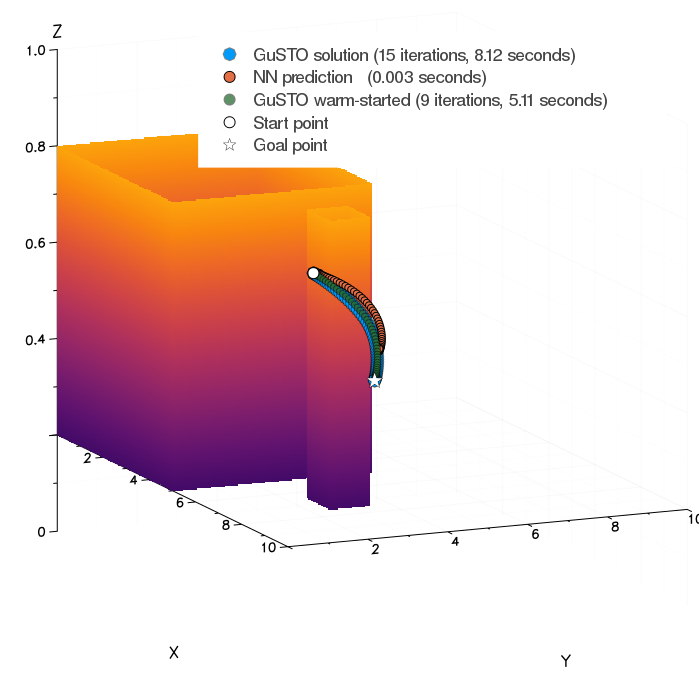 Z
1.0
GuSTO solution (15 iterations, 8.12 seconds)
NN prediction (0.003 seconds)
GuSTO warm-started (9 iterations, 5.11 seconds)
Start point
Goal point
0.8
0.6
0.4
0
2
4
6
8
10
2
4
6
8
10
X
Y